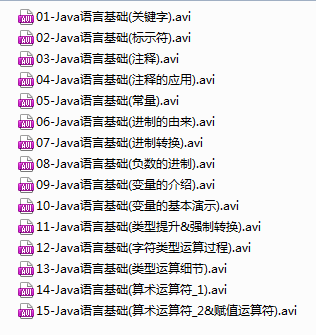 01-Java语言基础(关键字).avi
02-Java语言基础(标示符).avi
03-Java语言基础(注释).avi
04-Java语言基础(注释的应用).avi
05-Java语言基础(常量).avi
06-Java语言基础(进制的由来).avi
07-Java语言基础(进制转换).avi
08-Java语言基础(负数的进制).avi
09-Java语言基础(变量的介绍).avi
10-Java语言基础(变量的基本演示).avi
11-Java语言基础(类型提升&强制转换).avi
12-Java语言基础(字符类型运算过程).avi
13-Java语言基础(类型运算细节).avi
14-Java语言基础(算术运算符_1).avi
15-Java语言基础(算术运算符_2&赋值运算符).avi